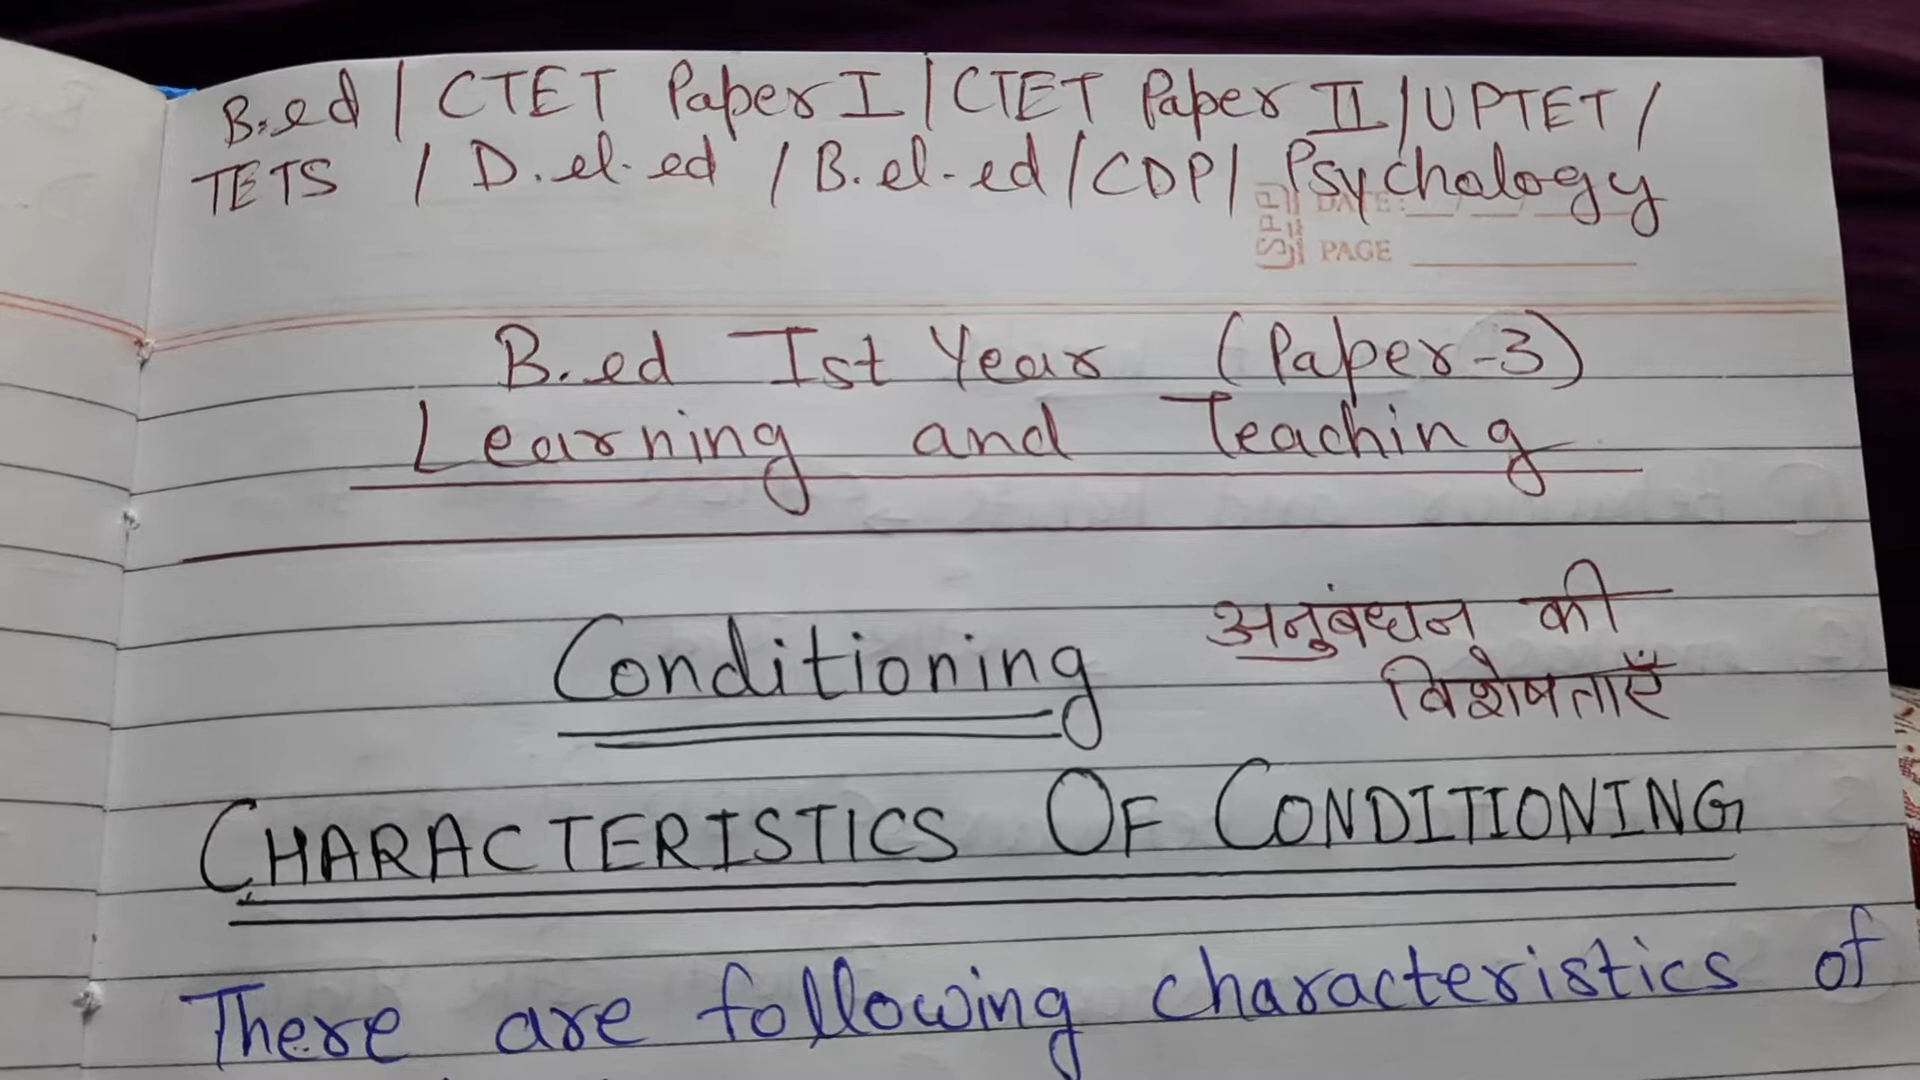 B.ed / CTET Paper I / CTET Paper II / UPTET /
TETS / D.el.ed / B.el-ed / CDP / Psychology
SPP DATE:
PAGE
B.ed Ist Year (Paper-3)
Learning and Teaching
Conditioning अनुबंधन की
विशेषताएँ
CHARACTERISTICS OF CONDITIONING
There are following characteristics of